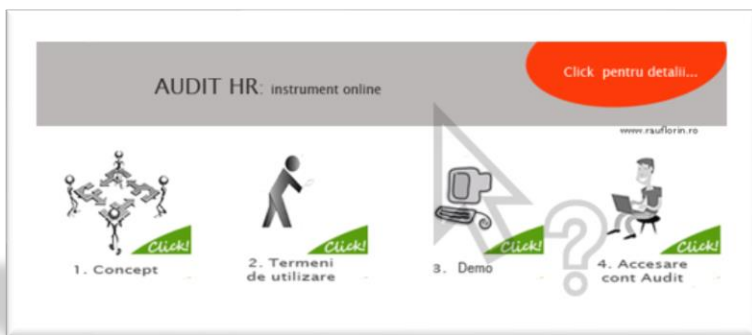 AUDIT HR: instrument online
Click pentru detalii...
www.rauflorin.ro
Click!
Click!
Click!
Click!
1. Concept
2. Termeni
de utilizare
3. Demo
4. Accesare
cont Audit